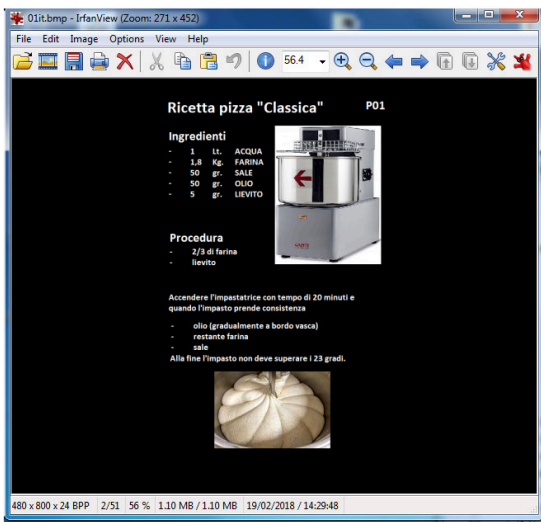 01it.bmp - IrfanView (Zoom: 271 x 452)
File Edit Image Options View Help
56.4
Ricetta pizza "Classica" P01
Ingredienti
- 1 Lt. ACQUA
- 1,8 Kg. FARINA
- 50 gr. SALE
- 50 gr. OLIO
- 5 gr. LIEVITO
Procedura
- 2/3 di farina
- lievito
Accendere l'impastatrice con tempo di 20 minuti e
quando l'impasto prende consistenza
- olio (gradualmente a bordo vasca)
- restante farina
- sale
Alla fine l'impasto non deve superare i 23 gradi.
480 x 800 x 24 BPP 2/51 56 % 1.10 MB / 1.10 MB 19/02/2018 / 14:29:48